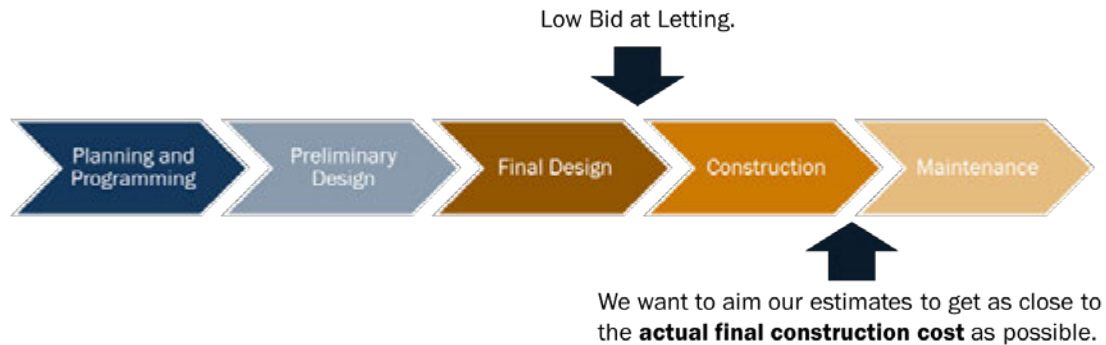 Low Bid at Letting.
Planning and
Programming
Preliminary
Design
Final Design
Construction
Maintenance
We want to aim our estimates to get as close to
the actual final construction cost as possible.